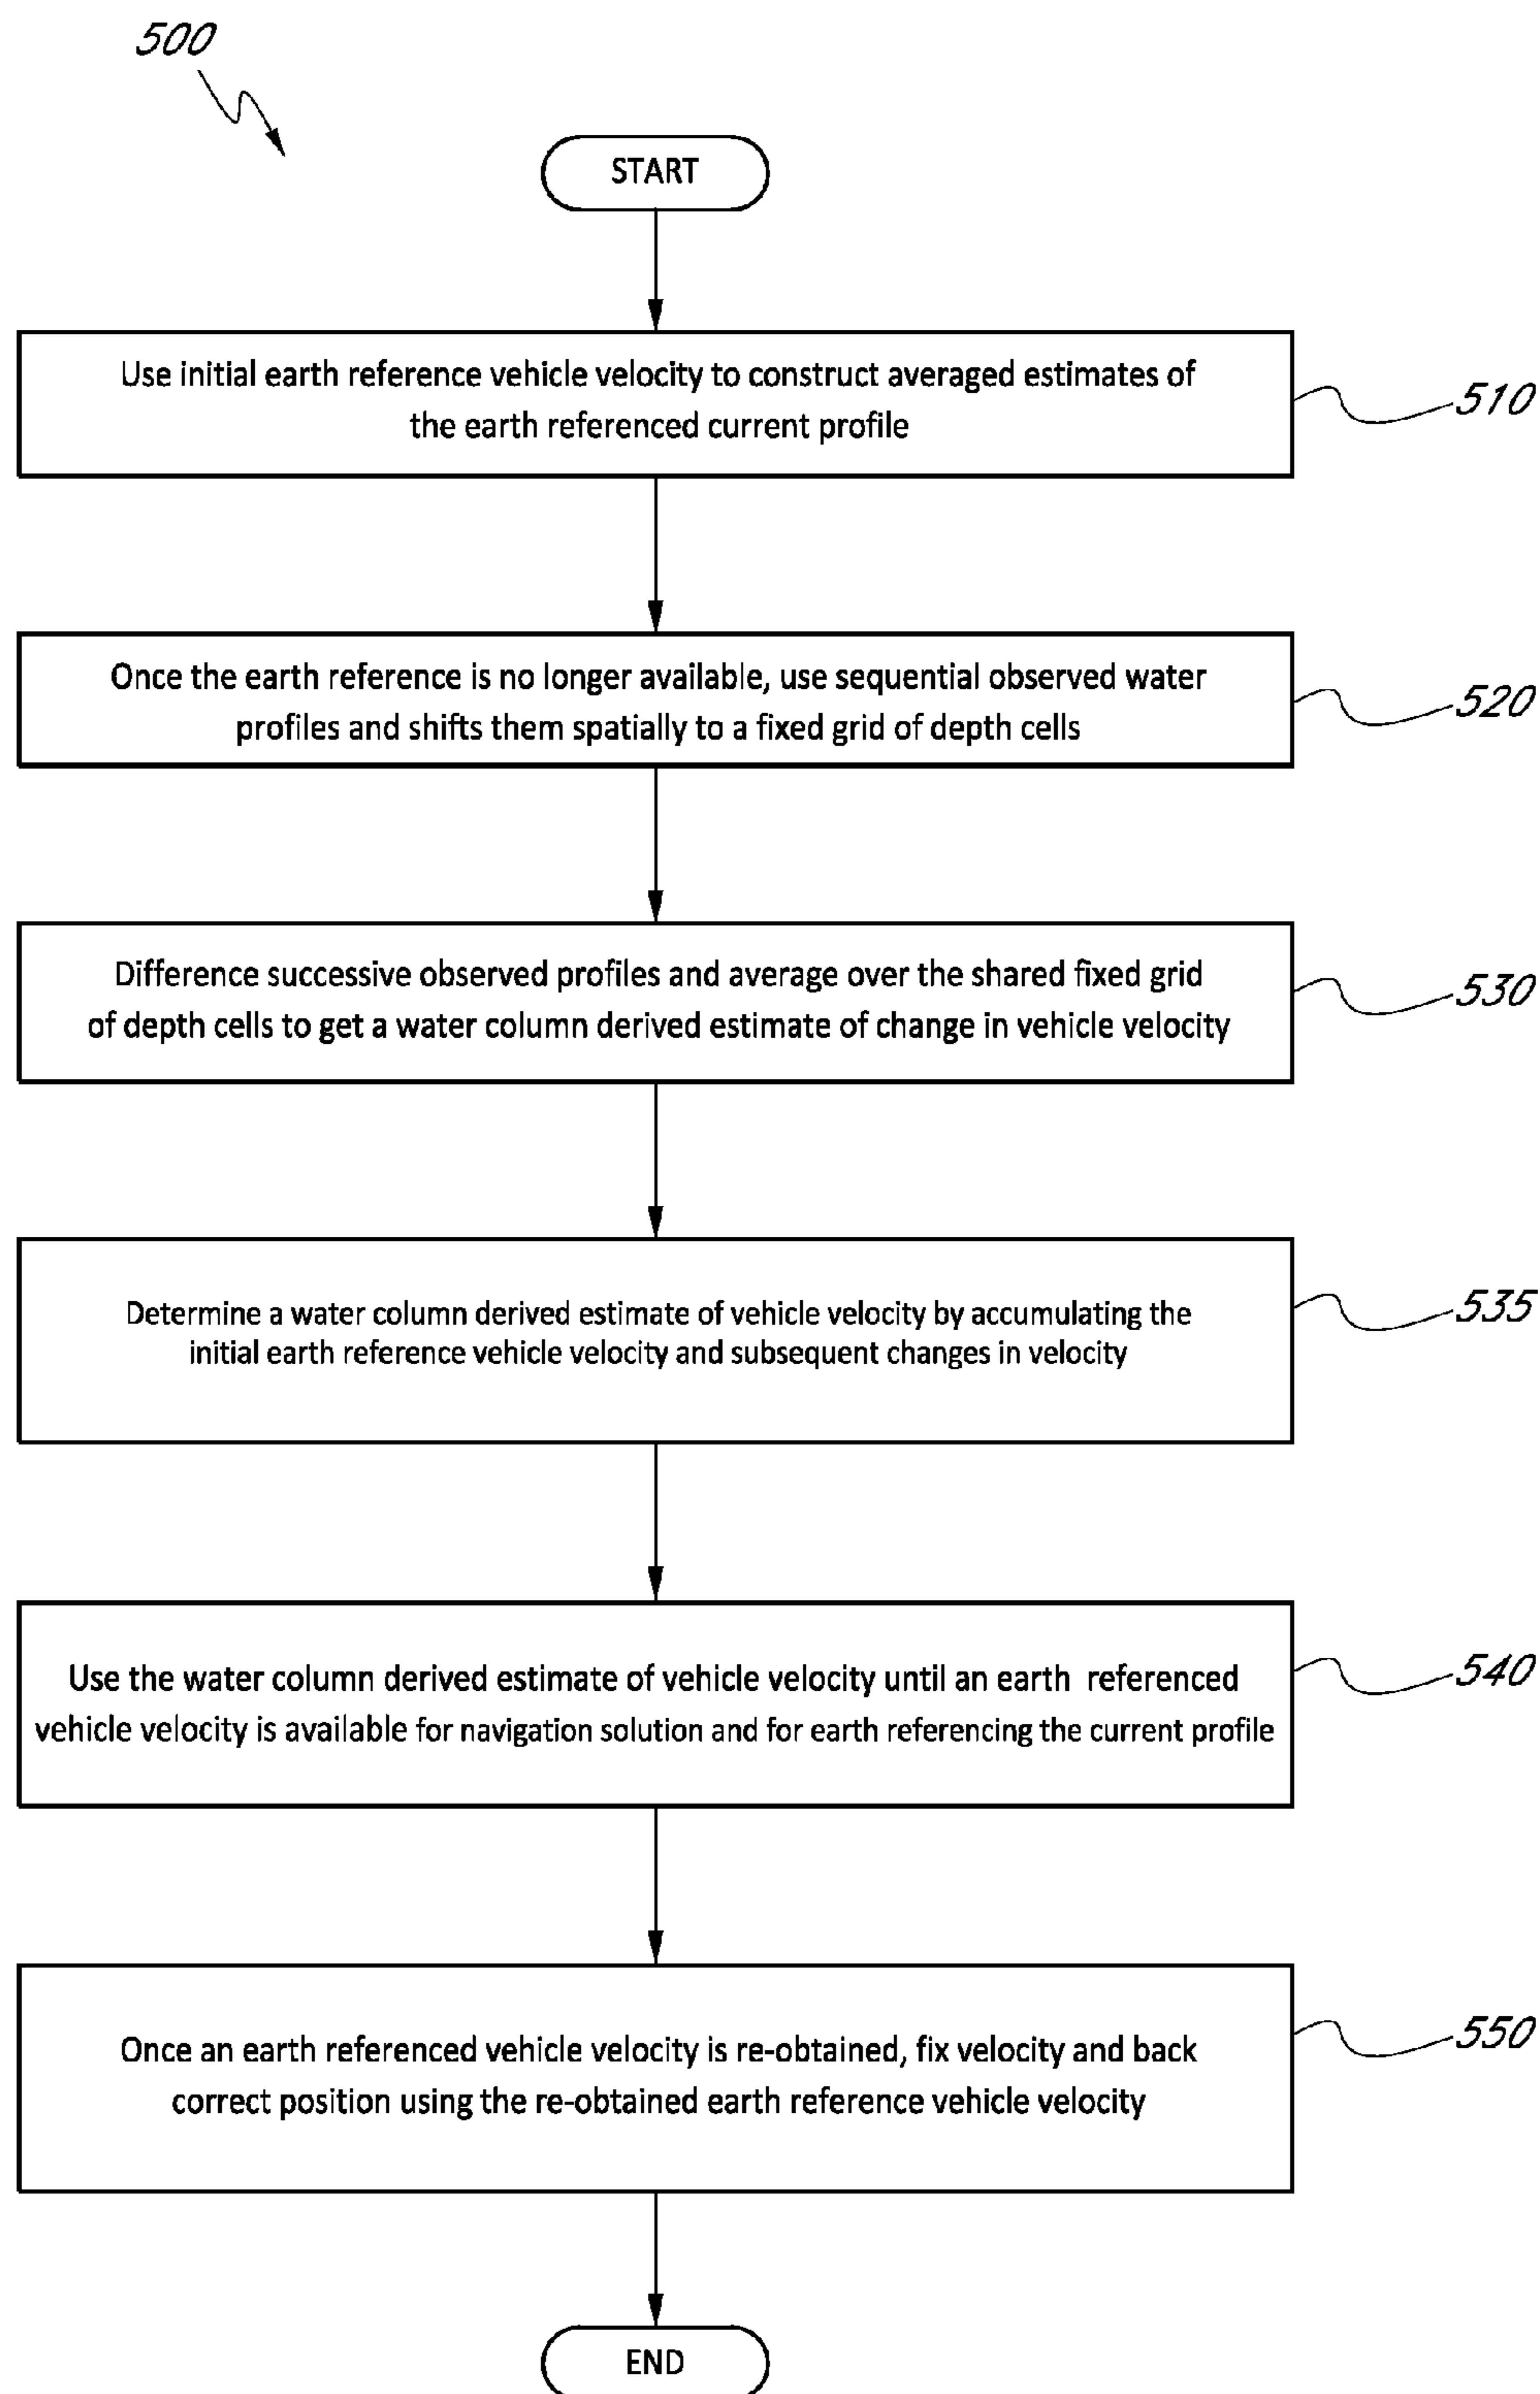 500
START
Use initial earth reference vehicle velocity to construct averaged estimates of
the earth referenced current profile
510
Once the earth reference is no longer available, use sequential observed water
profiles and shifts them spatially to a fixed grid of depth cells
520
Difference successive observed profiles and average over the shared fixed grid
of depth cells to get a water column derived estimate of change in vehicle velocity
530
Determine a water column derived estimate of vehicle velocity by accumulating the
initial earth reference vehicle velocity and subsequent changes in velocity
535
Use the water column derived estimate of vehicle velocity until an earth referenced
vehicle velocity is available for navigation solution and for earth referencing the current profile
540
Once an earth referenced vehicle velocity is re-obtained, fix velocity and back
correct position using the re-obtained earth reference vehicle velocity
550
END